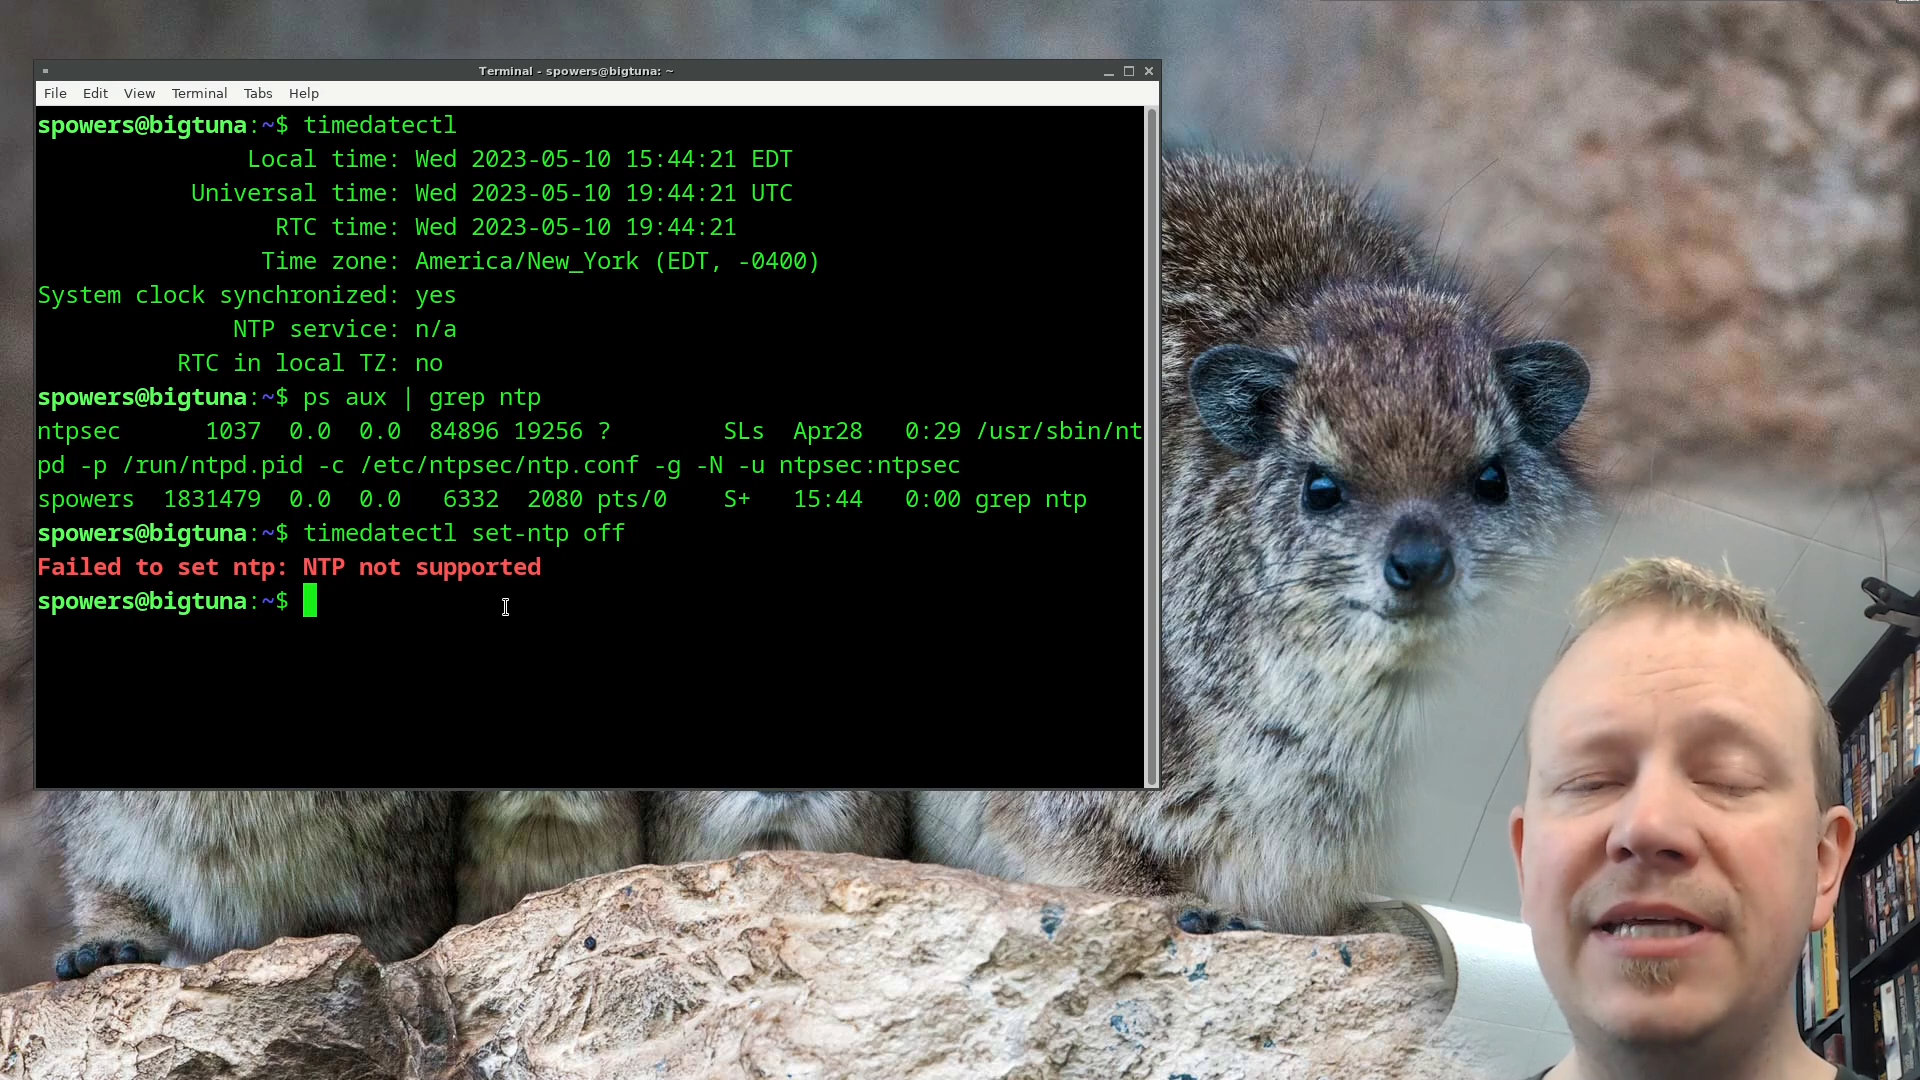 Terminal - spowers@bigtuna: ~
File Edit View Terminal Tabs Help
spowers@bigtuna:~$ timedatectl
Local time: Wed 2023-05-10 15:44:21 EDT
Universal time: Wed 2023-05-10 19:44:21 UTC
RTC time: Wed 2023-05-10 19:44:21
Time zone: America/New_York (EDT, -0400)
System clock synchronized: yes
NTP service: n/a
RTC in local TZ: no
spowers@bigtuna:~$ ps aux | grep ntp
ntpsec 1037 0.0 0.0 84896 19256 ? SLs Apr28 0:29 /usr/sbin/nt
pd -p /run/ntpd.pid -c /etc/ntpsec/ntp.conf -g -N -u ntpsec:ntpsec
spowers 1831479 0.0 0.0 6332 2080 pts/0 S+ 15:44 0:00 grep ntp
spowers@bigtuna:~$ timedatectl set-ntp off
Failed to set ntp: NTP not supported
spowers@bigtuna:~$